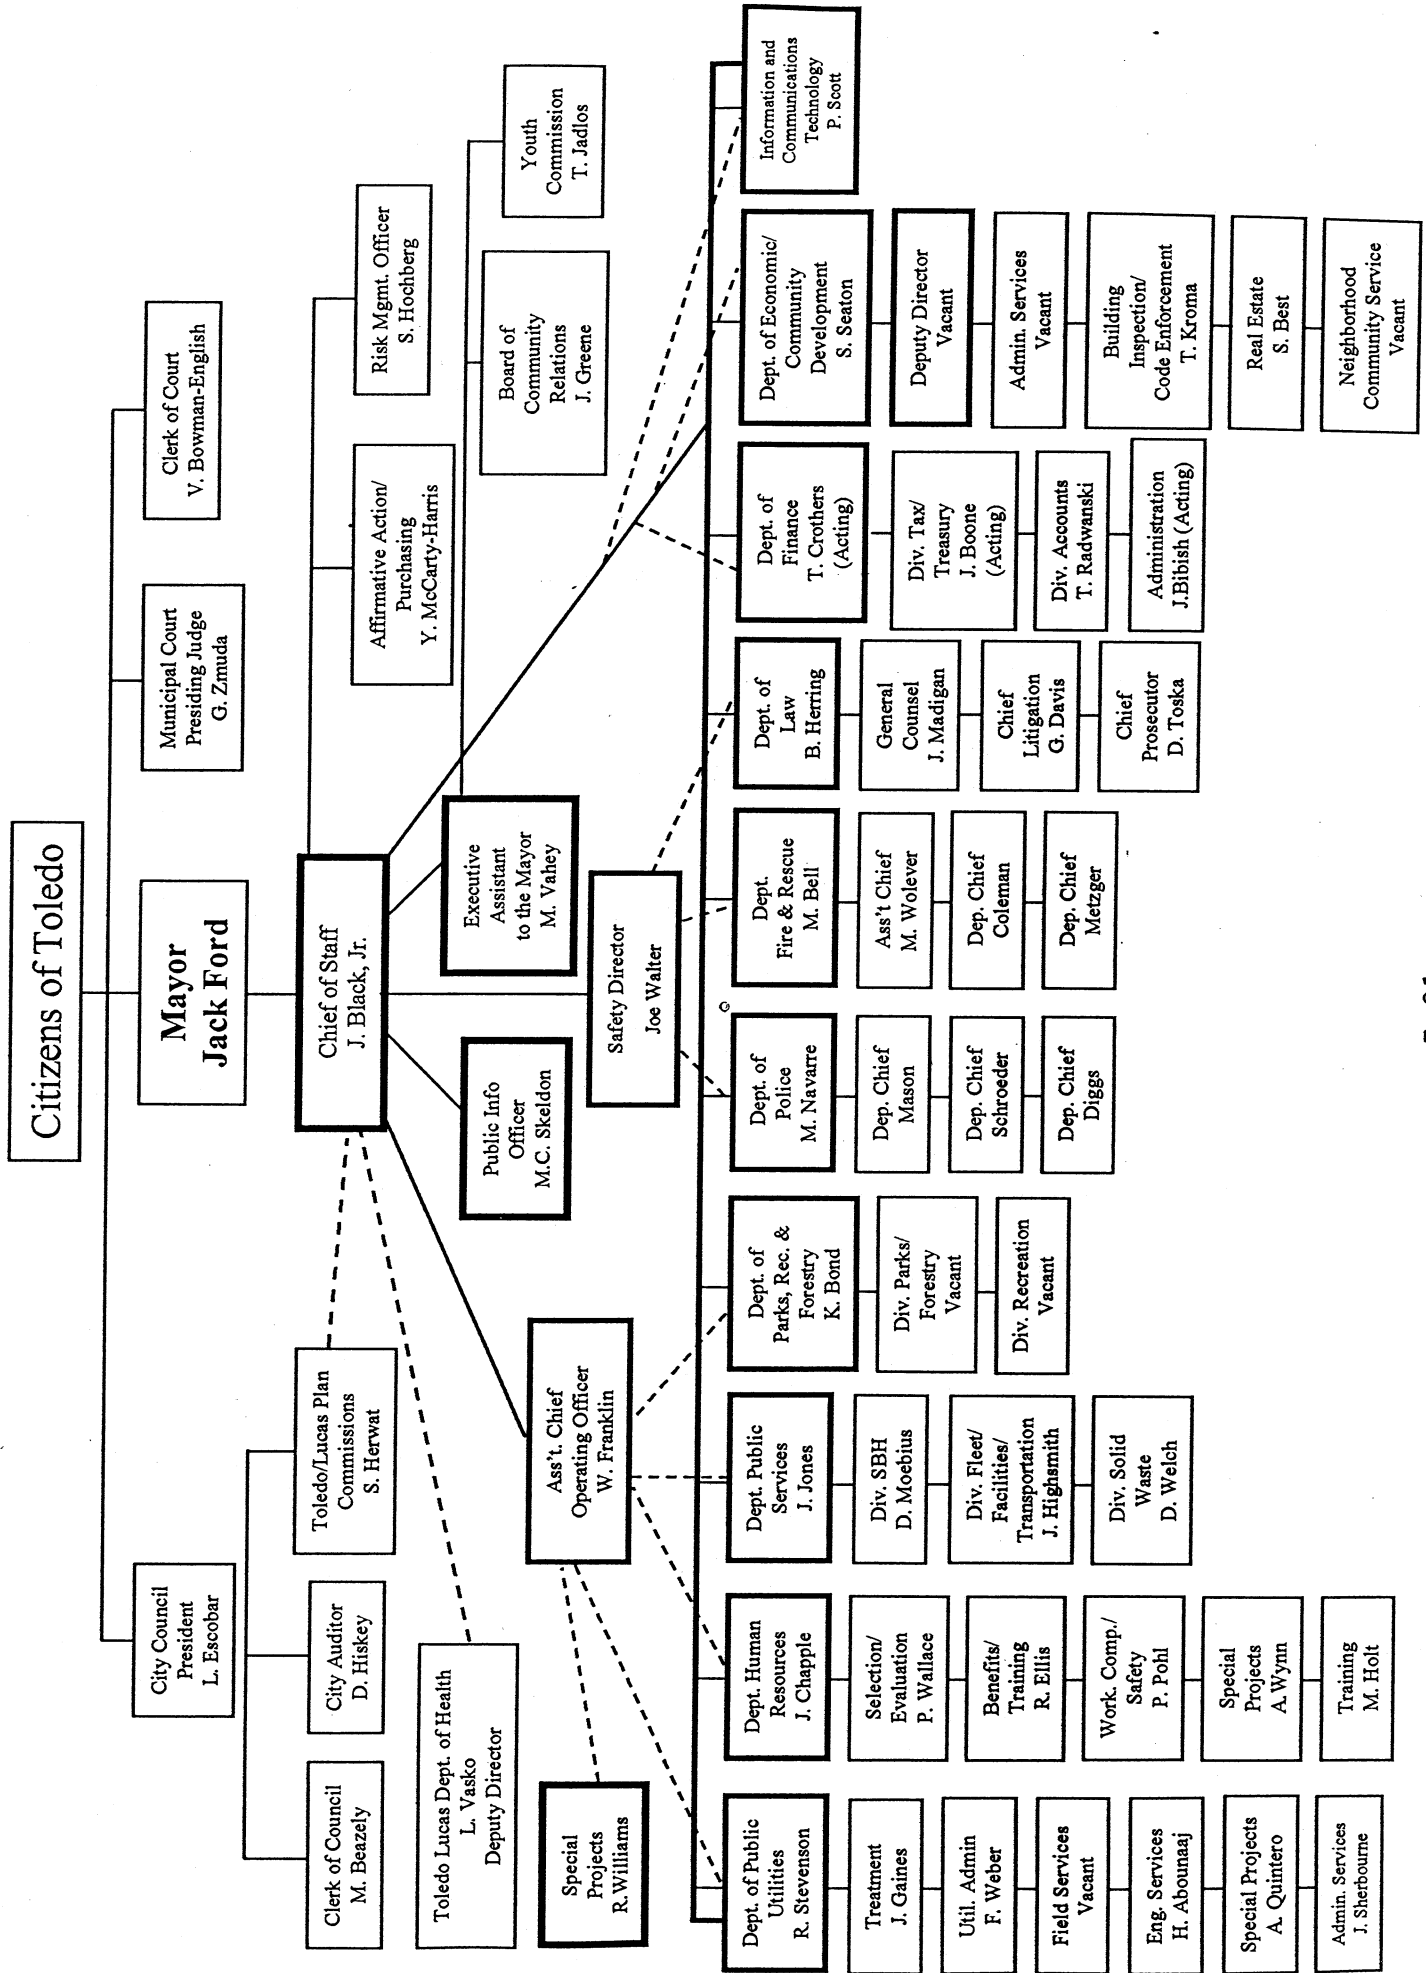 Citizens of Toledo
Mayor
Jack Ford
Municipal Court
Presiding Judge
G. Zmuda
Clerk of Court
V. Bowman-English
City Council
President
L. Escobar
Clerk of Council
M. Beazely
City Auditor
D. Hiskey
Toledo/Lucas Plan
Commissions
S. Herwat
Chief of Staff
J. Black, Jr.
Affirmative Action/
Purchasing
Y. McCarty-Harris
Risk Mgmt. Officer
S. Hochberg
Toledo Lucas Dept. of Health
L. Vasko
Deputy Director
Public Info
Officer
M.C. Skeldon
Executive
Assistant
to the Mayor
M. Vahey
Board of
Community
Relations
J. Greene
Youth
Commission
T. Jadlos
Special
Projects
R.Williams
Ass't. Chief
Operating Officer
W. Franklin
Safety Director
Joe Walter
Dept. of Public
Utilities
R. Stevenson
Treatment
J. Gaines
Util. Admin
F. Weber
Field Services
Vacant
Eng. Services
H. Abounaaj
Special Projects
A. Quintero
Admin. Services
J. Sherbourne
Dept. Human
Resources
J. Chapple
Selection/
Evaluation
P. Wallace
Benefits/
Training
R. Ellis
Work. Comp./
Safety
P. Pohl
Special
Projects
A.Wynn
Training
M. Holt
Dept. Public
Services
J. Jones
Div. SBH
D. Moebius
Div. Fleet/
Facilities/
Transportation
J. Highsmith
Div. Solid
Waste
D. Welch
Dept. of
Parks, Rec. &
Forestry
K. Bond
Div. Parks/
Forestry
Vacant
Div. Recreation
Vacant
Dept. of
Police
M. Navarre
Dep. Chief
Mason
Dep. Chief
Schroeder
Dep. Chief
Diggs
Dept.
Fire & Rescue
M. Bell
Ass't Chief
M. Wolever
Dep. Chief
Coleman
Dep. Chief
Metzger
Dept. of
Law
B. Herring
General
Counsel
J. Madigan
Chief
Litigation
G. Davis
Chief
Prosecutor
D. Toska
Dept. of
Finance
T. Crothers
(Acting)
Div. Tax/
Treasury
J. Boone
(Acting)
Div. Accounts
T. Radwanski
Administration
J.Bibish (Acting)
Dept. of Economic/
Community
Development
S. Seaton
Deputy Director
Vacant
Admin. Services
Vacant
Building
Inspection/
Code Enforcement
T. Kroma
Real Estate
S. Best
Neighborhood
Community Service
Vacant
Information and
Communications
Technology
P. Scott